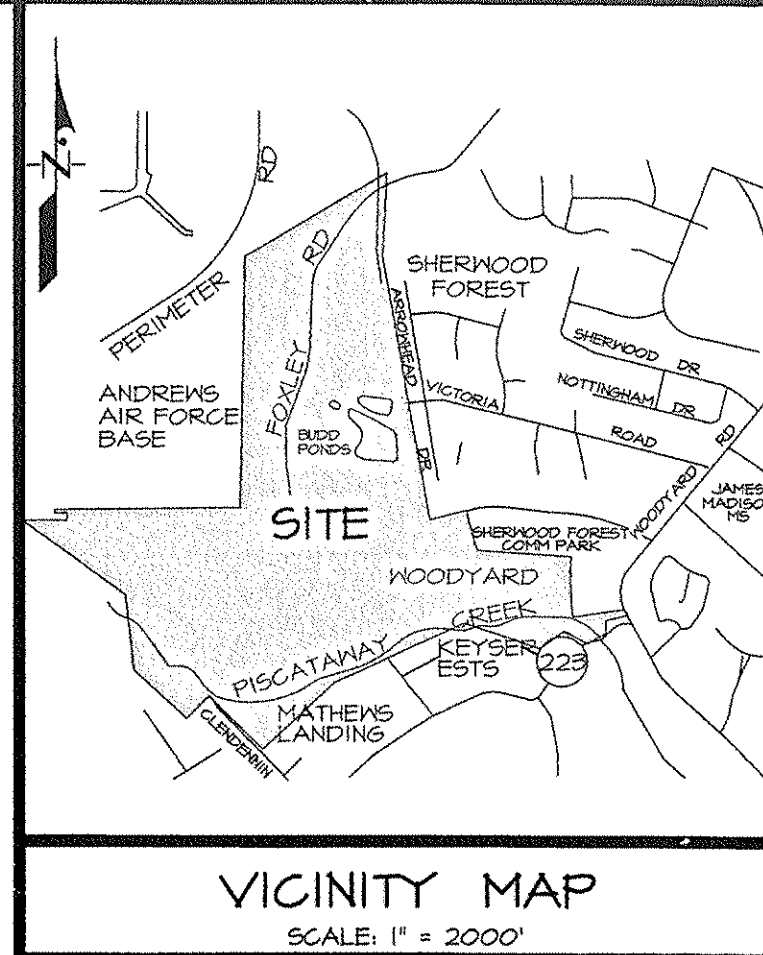 N
RD
PERIMETER
RD
FOXLEY
SHERWOOD
FOREST
ARROWHEAD
DR
SHERWOOD DR
NOTTINGHAM
DR
VICTORIA
ROAD
WOODYARD RD
ANDREWS
AIR FORCE
BASE
BUDD
PONDS
JAMES
MADISO
MS
SITE
SHERWOOD FOREST
COMM PARK
WOODYARD
PISCATAWAY CREEK
KEYSER
ESTS
223
MATHEWS
LANDING
CLENDENHIN
VICINITY MAP
SCALE: 1" = 2000'